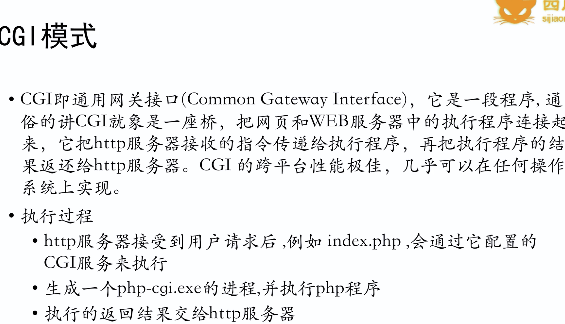 CGI模式
• CGI即通用网关接口(Common Gateway Interface)，它是一段程序,通
俗的讲CGI就象是一座桥，把网页和WEB服务器中的执行程序连接起
来，它把http服务器接收的指令传递给执行程序，再把执行程序的结
果返还给http服务器。CGI 的跨平台性能极佳，几乎可以在任何操作
系统上实现。
• 执行过程
• http服务器接受到用户请求后 ,例如 index.php ,会通过它配置的
CGI服务来执行
• 生成一个php-cgi.exe的进程,并执行php程序
• 执行的返回结果交给http服务器